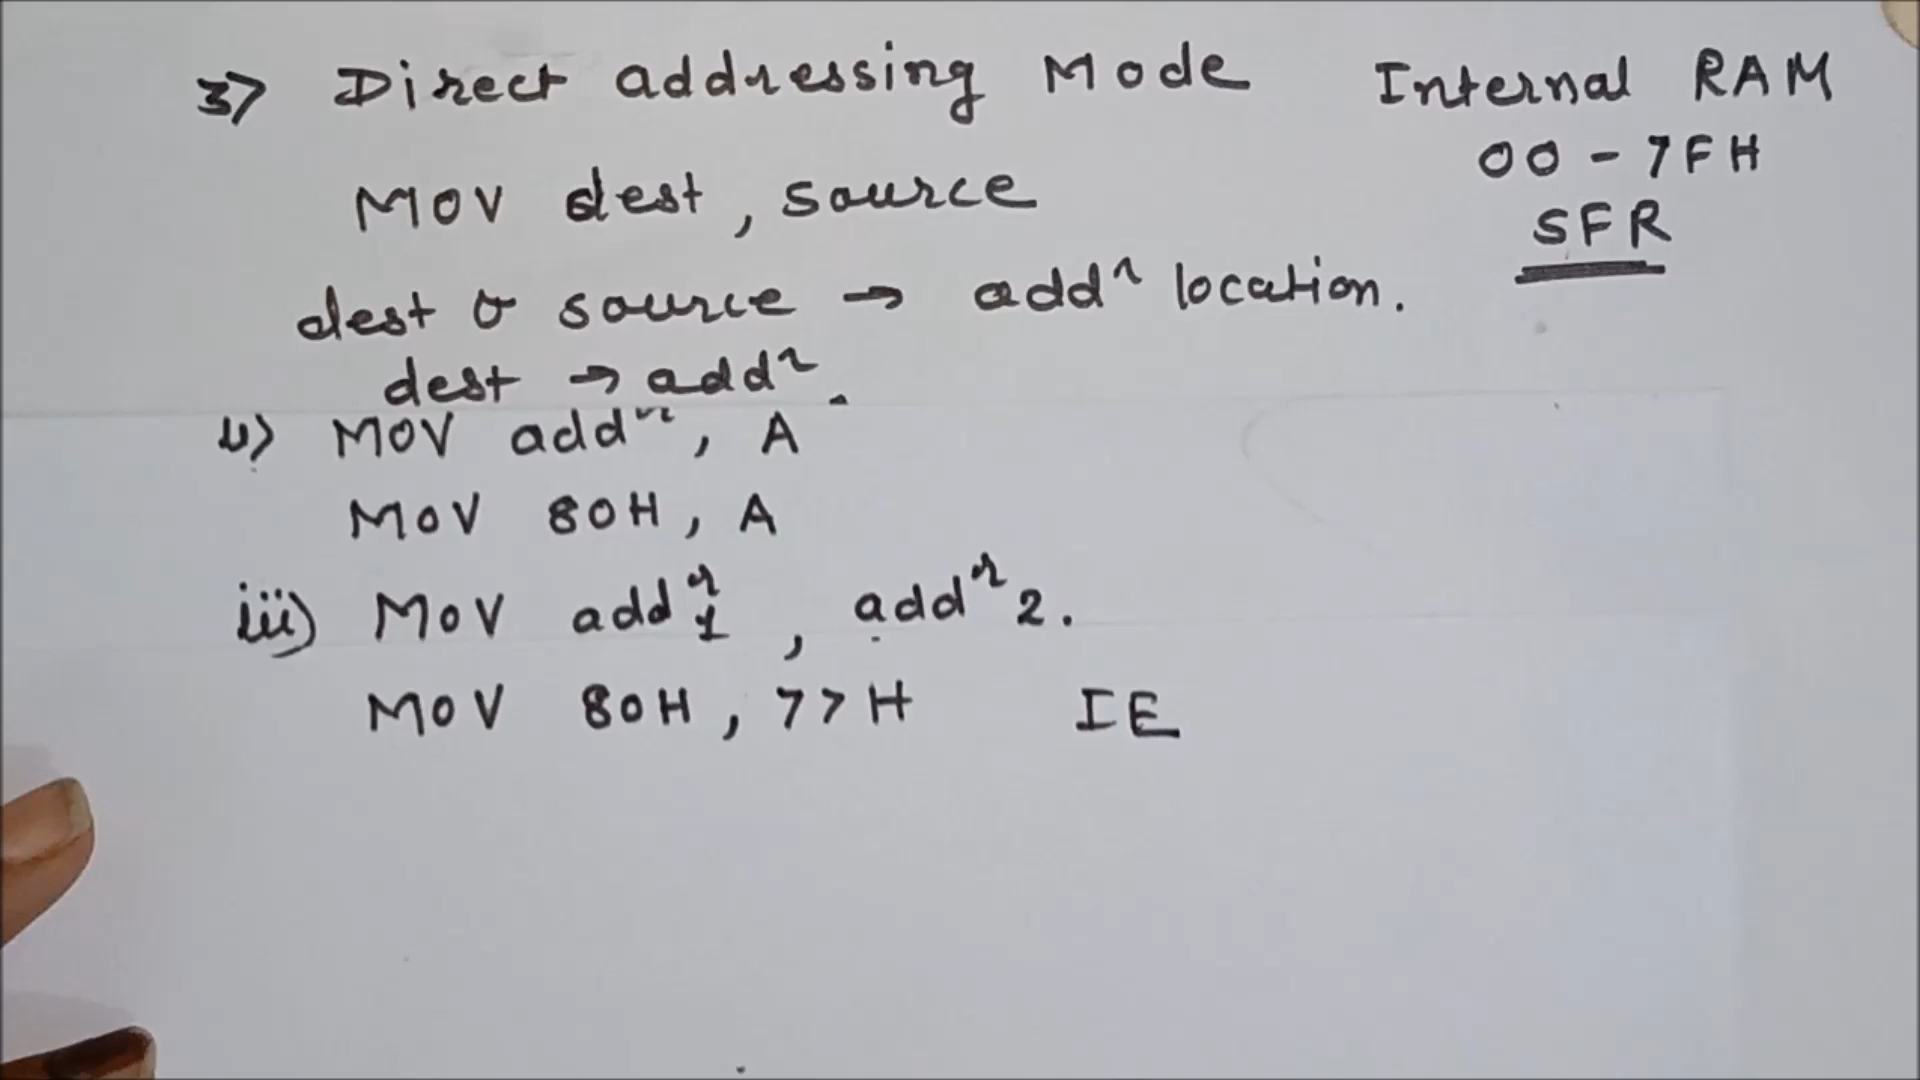 3) Direct addressing Mode
Internal RAM
00 - 7FH
SFR
MOV dest, source
dest or source → addʳ location.
dest → addʳ.
ii) MOV addʳ, A
MOV 80H, A
iii) MOV addʳ1, addʳ2.
MOV 80H, 77H IE